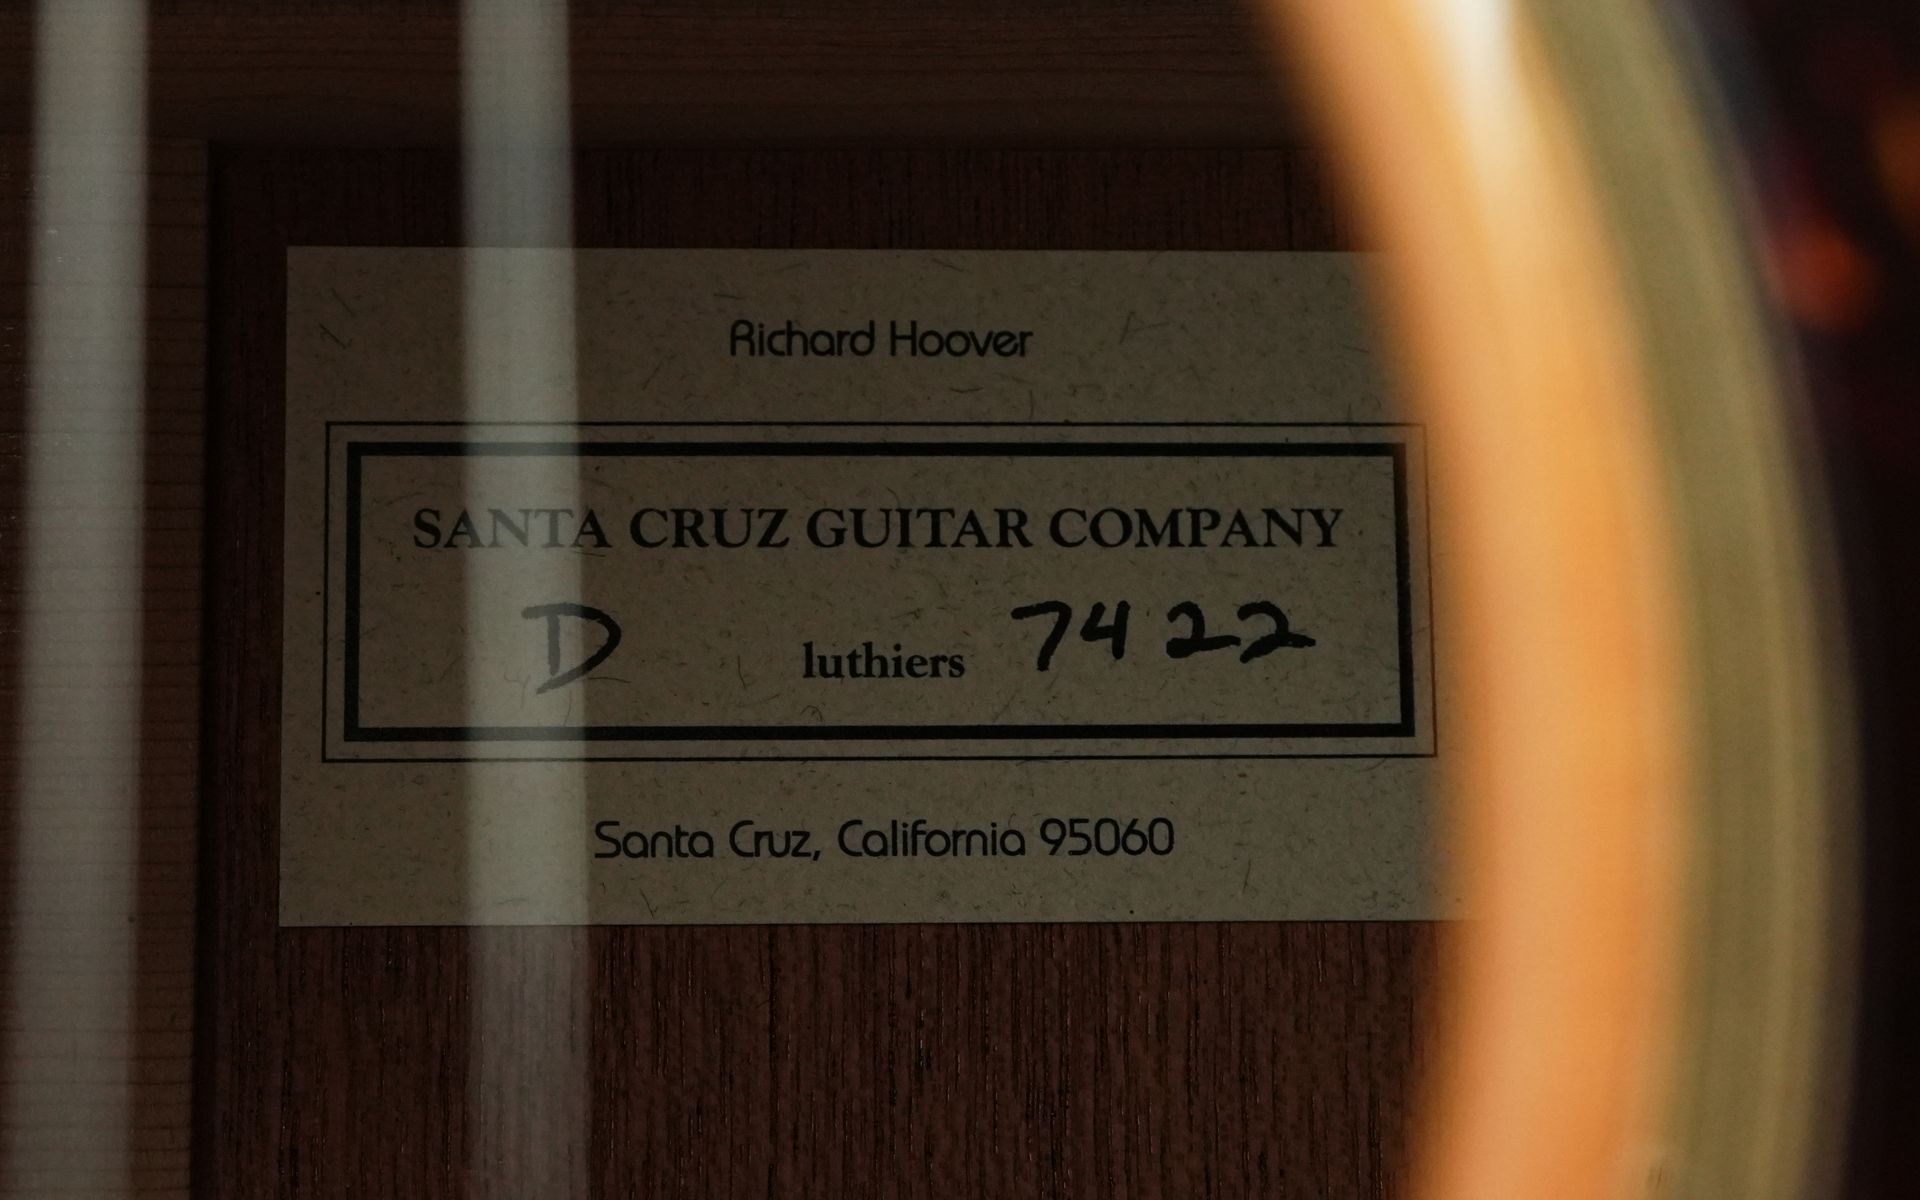 Richard Hoover
SANTA CRUZ GUITAR COMPANY
D luthiers 7422
Santa Cruz, California 95060